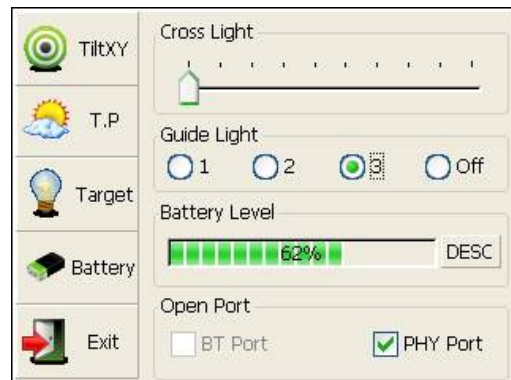 TiltXY
T.P
Target
Battery
Exit
Cross Light
Guide Light
1 2 3 Off
Battery Level
62% DESC
Open Port
BT Port PHY Port